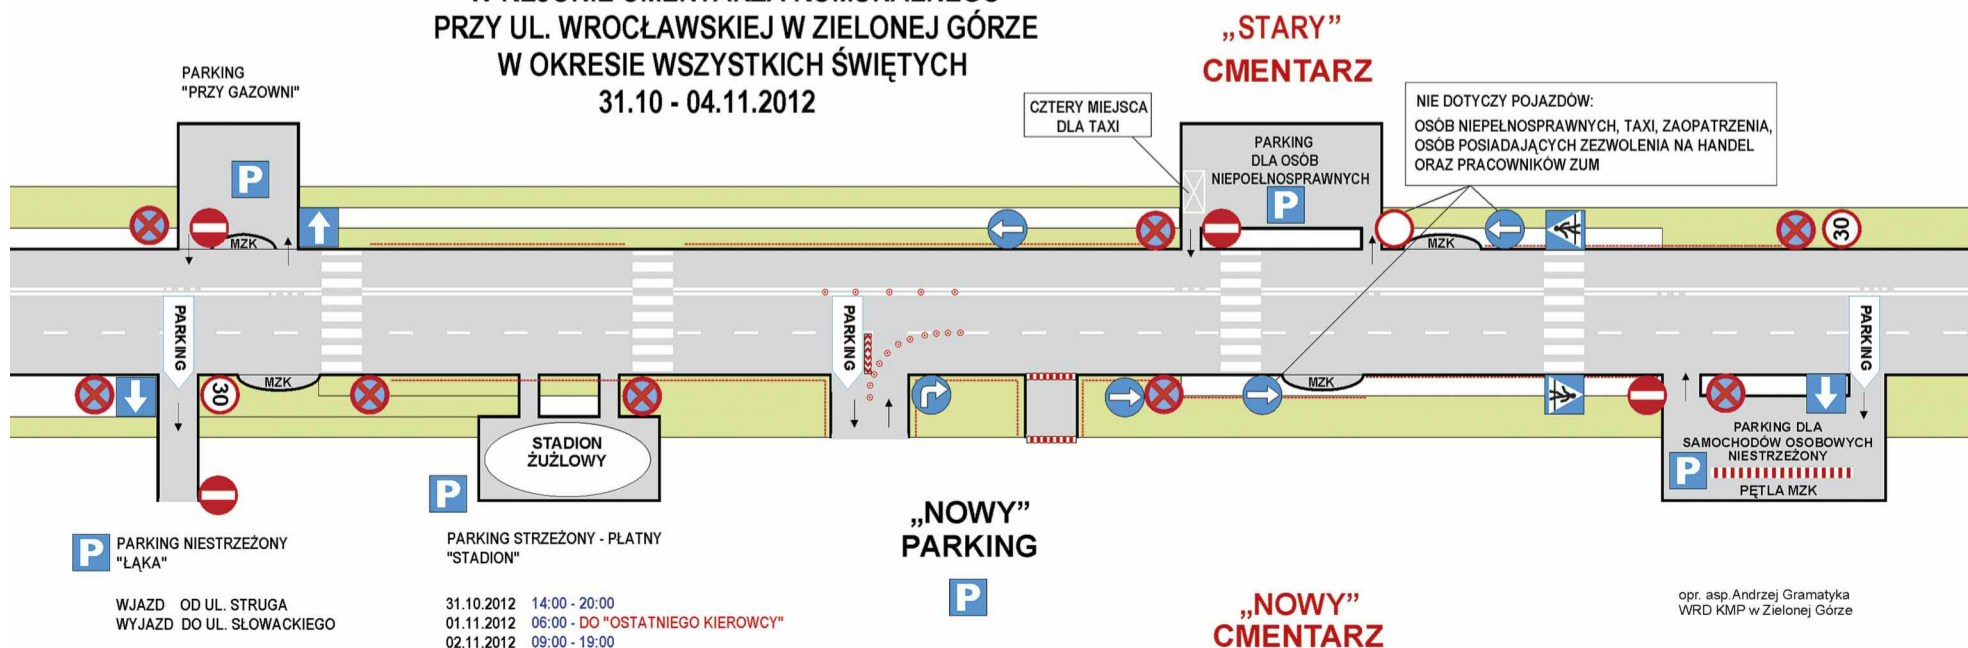 PRZY UL. WROCŁAWSKIEJ W ZIELONEJ GÓRZE
W OKRESIE WSZYSTKICH ŚWIĘTYCH
31.10 - 04.11.2012
„STARY”
CMENTARZ
PARKING
"PRZY GAZOWNI"
CZTERY MIEJSCA
DLA TAXI
NIE DOTYCZY POJAZDÓW:
OSÓB NIEPEŁNOSPRAWNYCH, TAXI, ZAOPATRZENIA,
OSÓB POSIADAJĄCYCH ZEZWOLENIA NA HANDEL
ORAZ PRACOWNIKÓW ZUM
P
PARKING
DLA OSÓB
NIEPOEŁNOSPRAWNYCH
P
MZK
MZK
30
PARKING
PARKING
PARKING
30
MZK
MZK
STADION
ŻUŻLOWY
P
PARKING DLA
SAMOCHODÓW OSOBOWYCH
NIESTRZEŻONY
P
PĘTLA MZK
P
PARKING NIESTRZEŻONY
"ŁĄKA"
WJAZD OD UL. STRUGA
WYJAZD DO UL. SŁOWACKIEGO
PARKING STRZEŻONY - PŁATNY
"STADION"
31.10.2012 14:00 - 20:00
01.11.2012 06:00 - DO "OSTATNIEGO KIEROWCY"
02.11.2012 09:00 - 19:00
„NOWY”
PARKING
P
„NOWY”
CMENTARZ
opr. asp.Andrzej Gramatyka
WRD KMP w Zielonej Górze